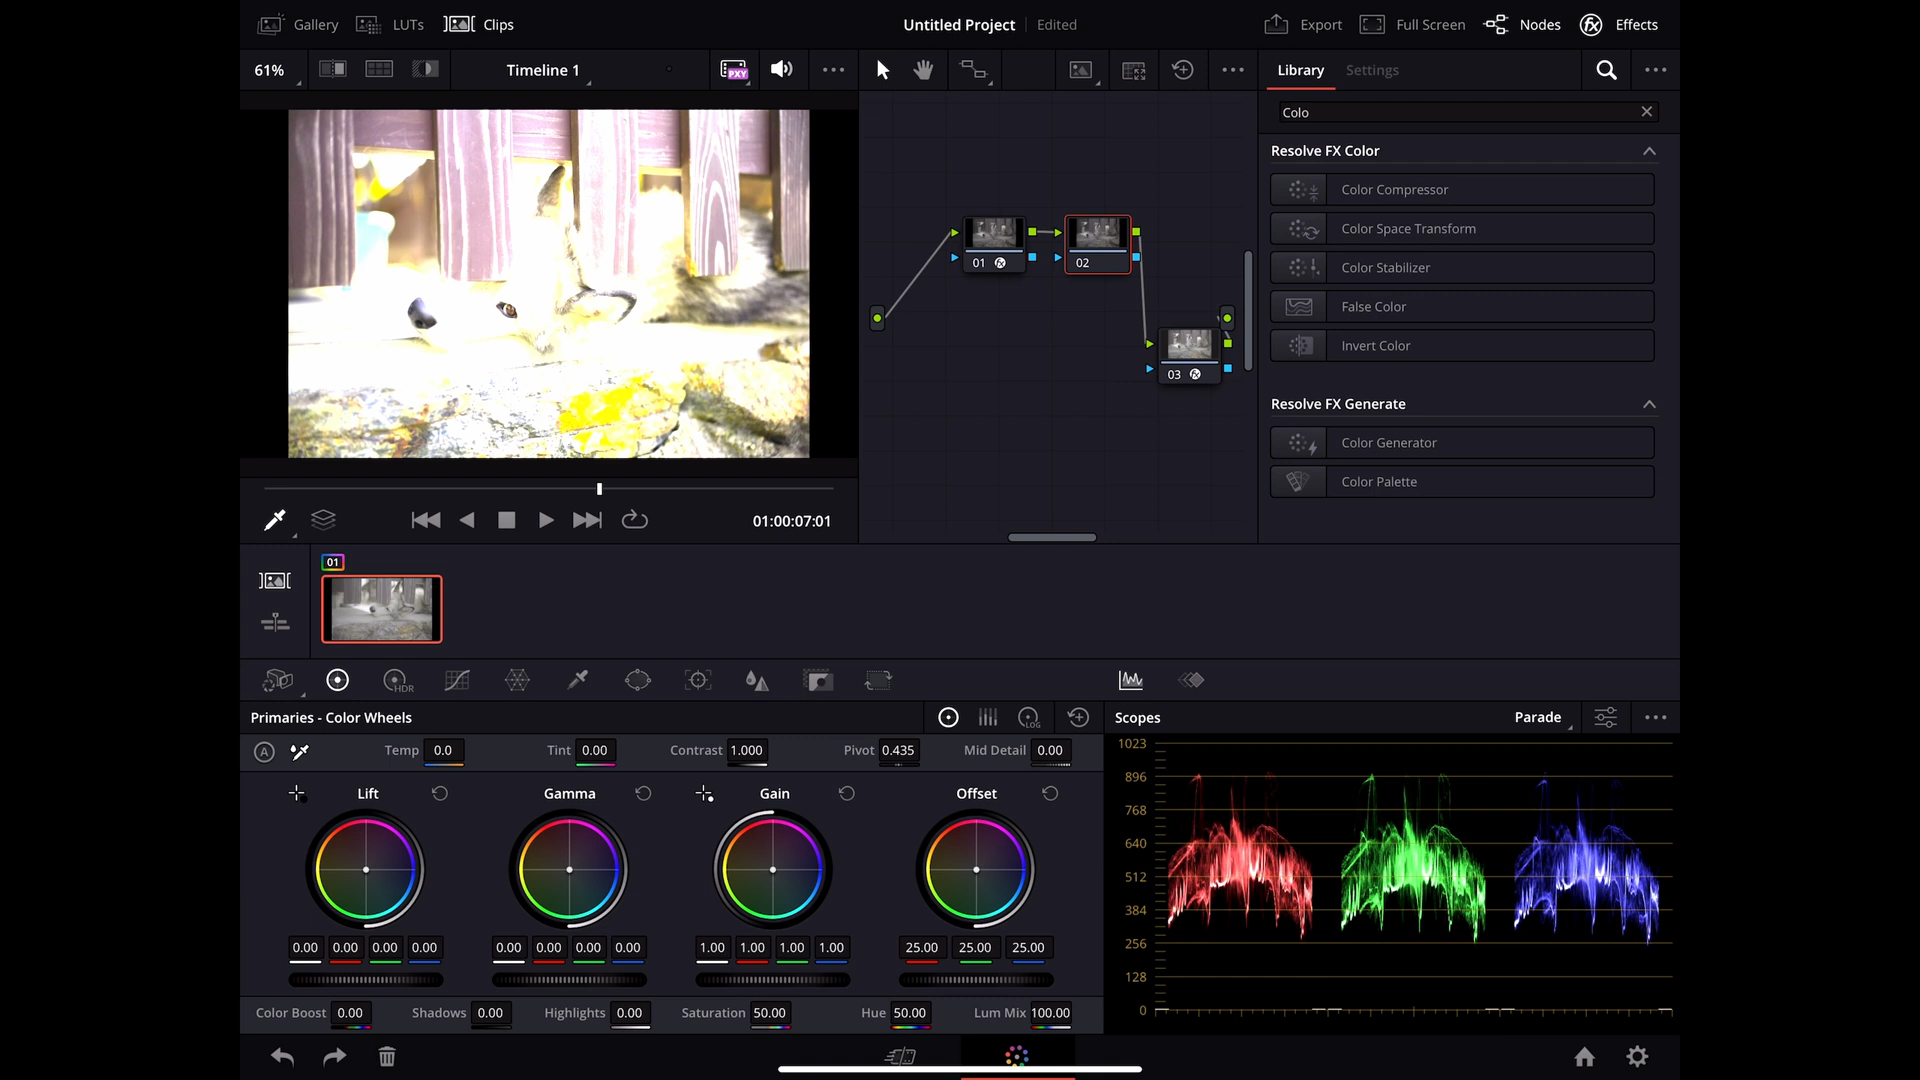 Gallery LUTs Clips Untitled Project Edited Export Full Screen Nodes Effects
61% Timeline 1 PXY Library Settings
Colo
Resolve FX Color
Color Compressor
Color Space Transform
Color Stabilizer
False Color
Invert Color
Resolve FX Generate
Color Generator
Color Palette
01
02
03
01:00:07:01
01
HDR
Primaries - Color Wheels
LOG
Scopes Parade
A Temp 0.0 Tint 0.00 Contrast 1.000 Pivot 0.435 Mid Detail 0.00
Lift Gamma Gain Offset
0.00 0.00 0.00 0.00 0.00 0.00 0.00 0.00 1.00 1.00 1.00 1.00 25.00 25.00 25.00
Color Boost 0.00 Shadows 0.00 Highlights 0.00 Saturation 50.00 Hue 50.00 Lum Mix 100.00
1023
896
768
640
512
384
256
128
0